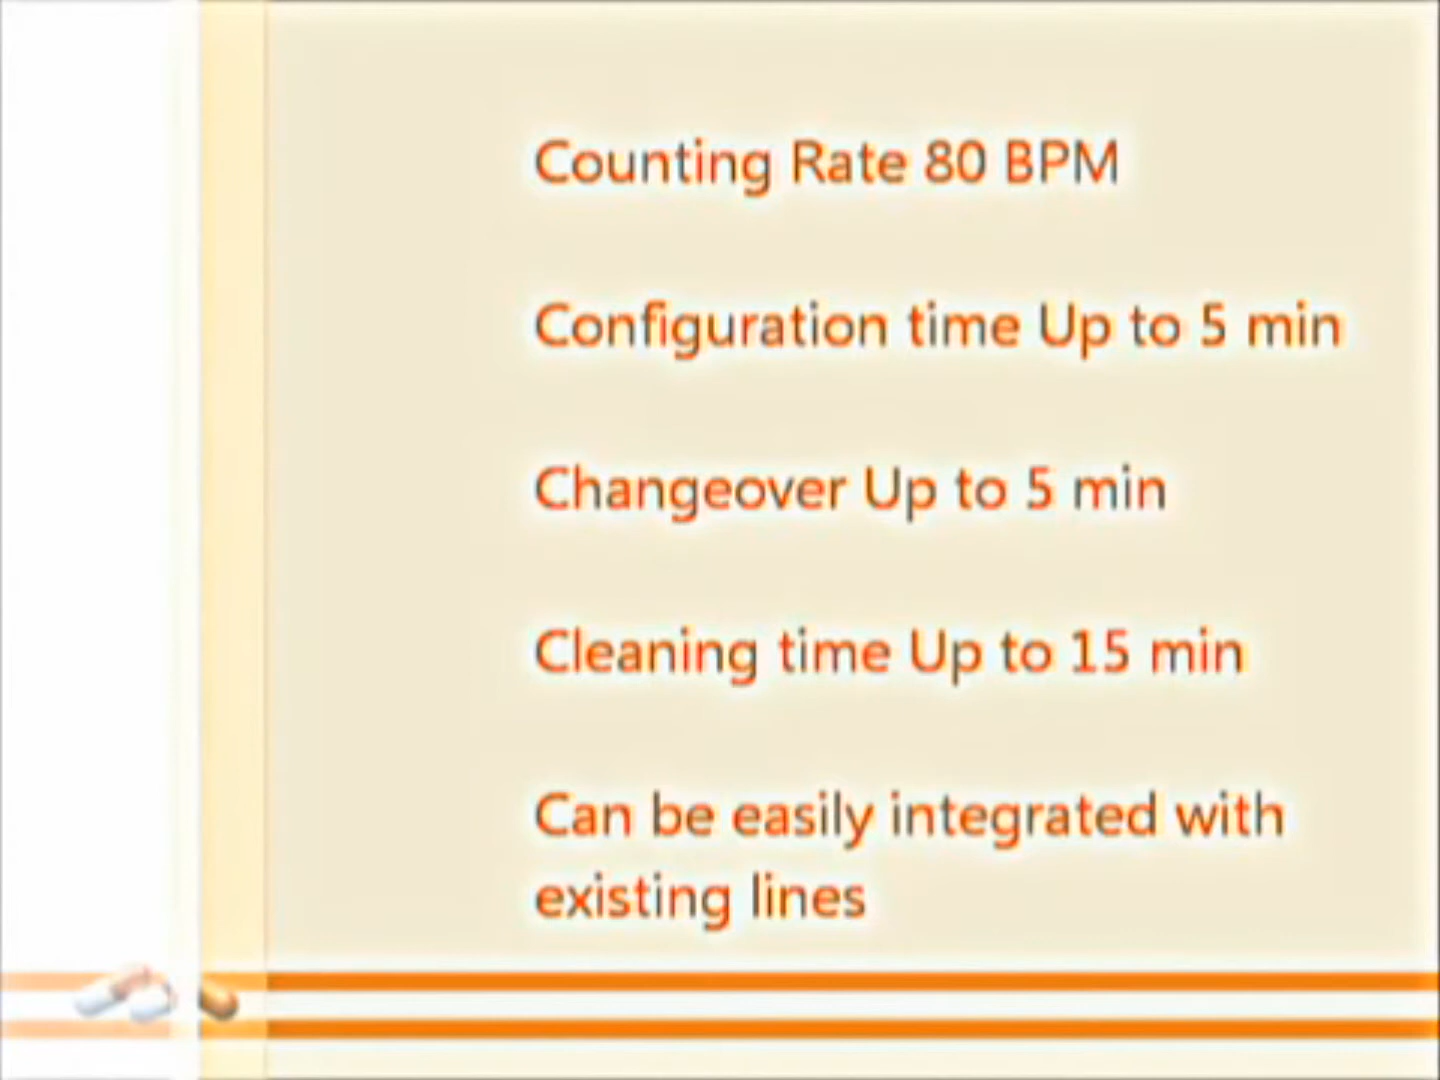 Counting Rate 80 BPM
Configuration time Up to 5 min
Changeover Up to 5 min
Cleaning time Up to 15 min
Can be easily integrated with
existing lines